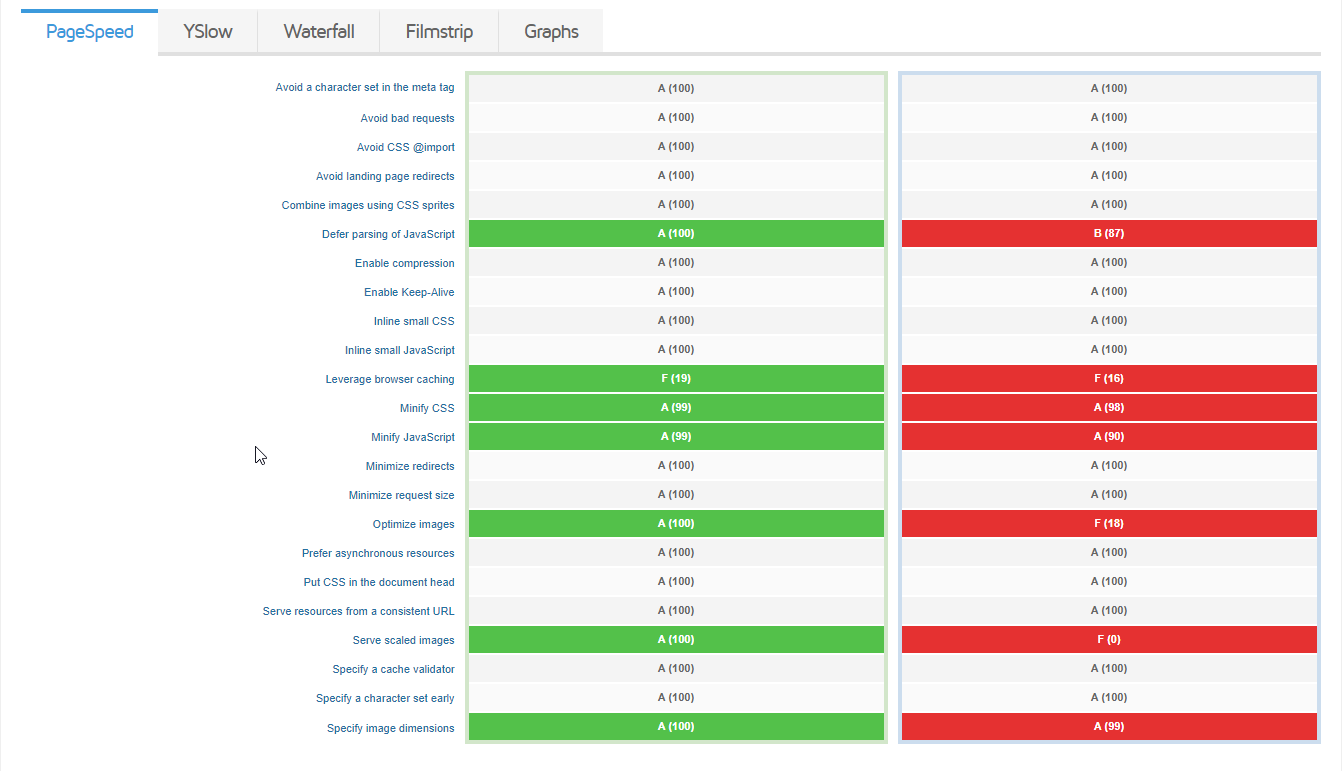 PageSpeed YSlow Waterfall Filmstrip Graphs
Avoid a character set in the meta tag A (100) A (100)
Avoid bad requests A (100) A (100)
Avoid CSS @import A (100) A (100)
Avoid landing page redirects A (100) A (100)
Combine images using CSS sprites A (100) A (100)
Defer parsing of JavaScript A (100) B (87)
Enable compression A (100) A (100)
Enable Keep-Alive A (100) A (100)
Inline small CSS A (100) A (100)
Inline small JavaScript A (100) A (100)
Leverage browser caching F (19) F (16)
Minify CSS A (99) A (98)
Minify JavaScript A (99) A (90)
Minimize redirects A (100) A (100)
Minimize request size A (100) A (100)
Optimize images A (100) F (18)
Prefer asynchronous resources A (100) A (100)
Put CSS in the document head A (100) A (100)
Serve resources from a consistent URL A (100) A (100)
Serve scaled images A (100) F (0)
Specify a cache validator A (100) A (100)
Specify a character set early A (100) A (100)
Specify image dimensions A (100) A (99)